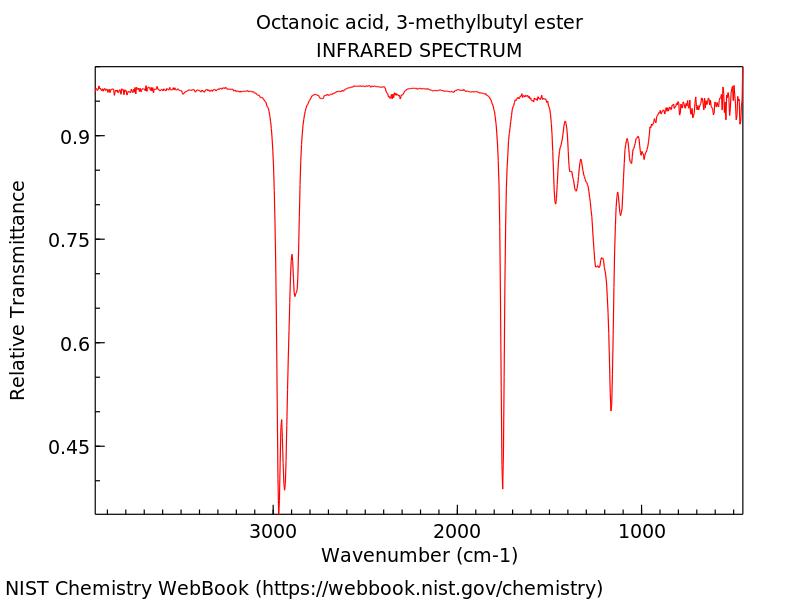 Octanoic acid, 3-methylbutyl ester
INFRARED SPECTRUM
Relative Transmittance
0.9
0.75
0.6
0.45
3000 2000 1000
Wavenumber (cm-1)
NIST Chemistry WebBook (https://webbook.nist.gov/chemistry)